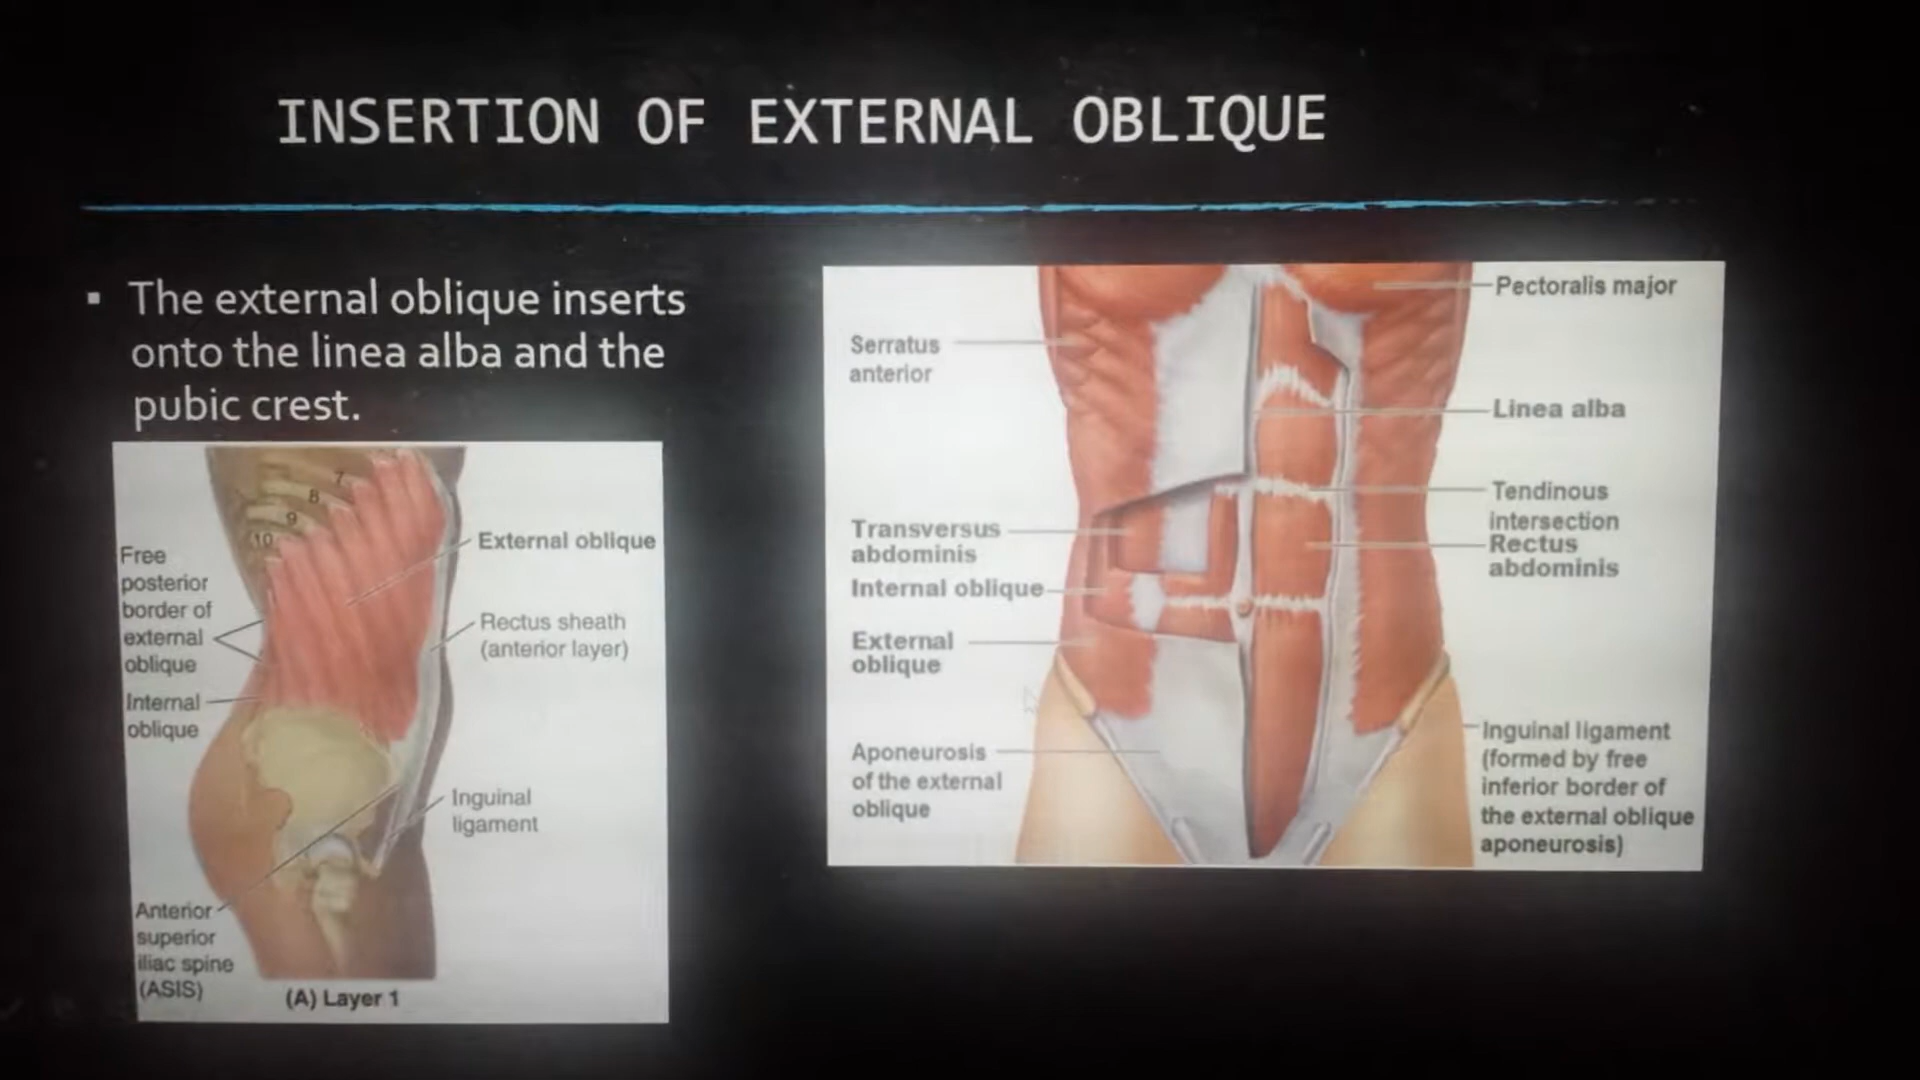 INSERTION OF EXTERNAL OBLIQUE
▪ The external oblique inserts
onto the linea alba and the
pubic crest.
7
8
9
10
Free
posterior
border of
external
oblique
Internal
oblique
Anterior
superior
iliac spine
(ASIS)
External oblique
Rectus sheath
(anterior layer)
Inguinal
ligament
(A) Layer 1
Serratus
anterior
Transversus
abdominis
Internal oblique
External
oblique
Aponeurosis
of the external
oblique
Pectoralis major
Linea alba
Tendinous
intersection
Rectus
abdominis
Inguinal ligament
(formed by free
inferior border of
the external oblique
aponeurosis)